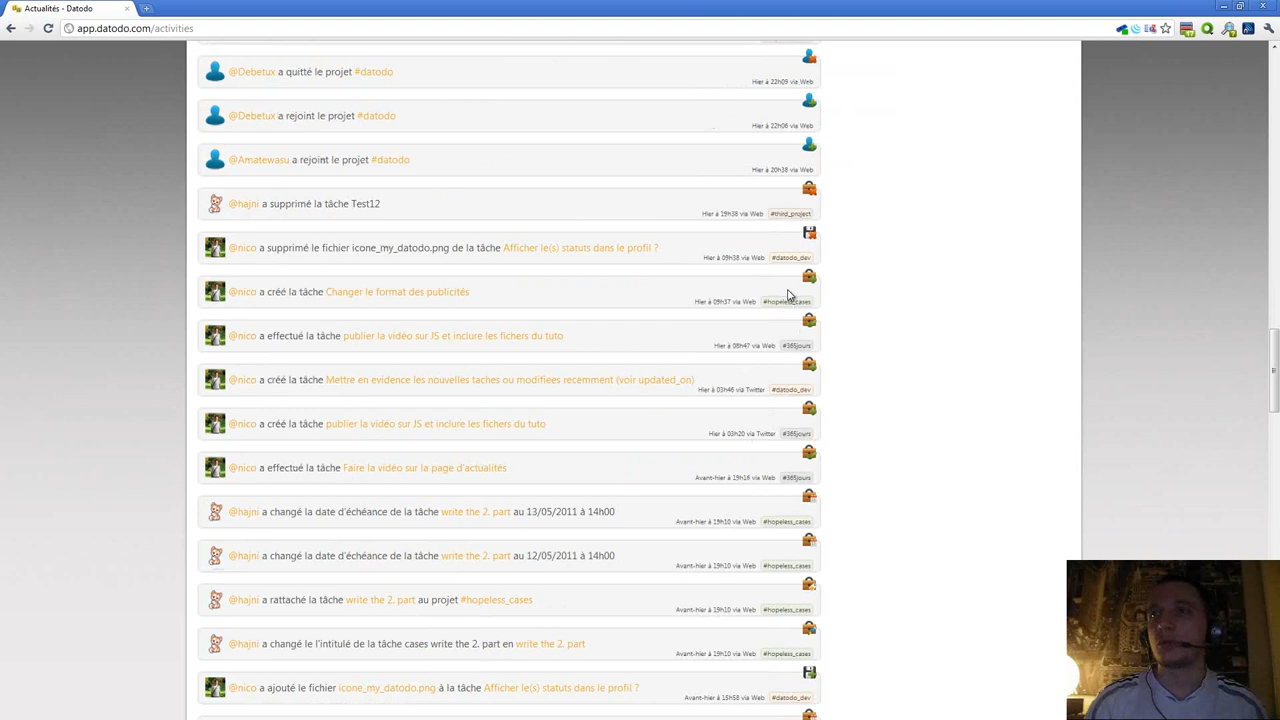 Actualités - Datodo
app.datodo.com/activities
@Debetux a quitté le projet #datodo
Hier à 22h09 via Web
@Debetux a rejoint le projet #datodo
Hier à 22h06 via Web
@Amatewasu a rejoint le projet #datodo
Hier à 20h38 via Web
@hajni a supprimé la tâche Test12
Hier à 19h38 via Web #third_project
@nico a supprimé le fichier icone_my_datodo.png de la tâche Afficher le(s) statuts dans le profil ?
Hier à 09h38 via Web #datodo_dev
@nico a créé la tâche Changer le format des publicités
Hier à 09h37 via Web #hopeless_cases
@nico a effectué la tâche publier la vidéo sur JS et inclure les fichers du tuto
Hier à 08h47 via Web #365jours
@nico a créé la tâche Mettre en evidence les nouvelles taches ou modifiees recemment (voir updated_on)
Hier à 03h46 via Twitter #datodo_dev
@nico a créé la tâche publier la vidéo sur JS et inclure les fichers du tuto
Hier à 03h20 via Twitter #365jours
@nico a effectué la tâche Faire la vidéo sur la page d'actualités
Avant-hier à 19h16 via Web #365jours
@hajni a changé la date d'échéance de la tâche write the 2. part au 13/05/2011 à 14h00
Avant-hier à 19h10 via Web #hopeless_cases
@hajni a changé la date d'échéance de la tâche write the 2. part au 12/05/2011 à 14h00
Avant-hier à 19h10 via Web #hopeless_cases
@hajni a rattaché la tâche write the 2. part au projet #hopeless_cases
Avant-hier à 19h10 via Web #hopeless_cases
@hajni a changé le l'intitulé de la tâche cases write the 2. part en write the 2. part
Avant-hier à 19h10 via Web #hopeless_cases
@nico a ajouté le fichier icone_my_datodo.png à la tâche Afficher le(s) statuts dans le profil ?
Avant-hier à 15h58 via Web #datodo_dev